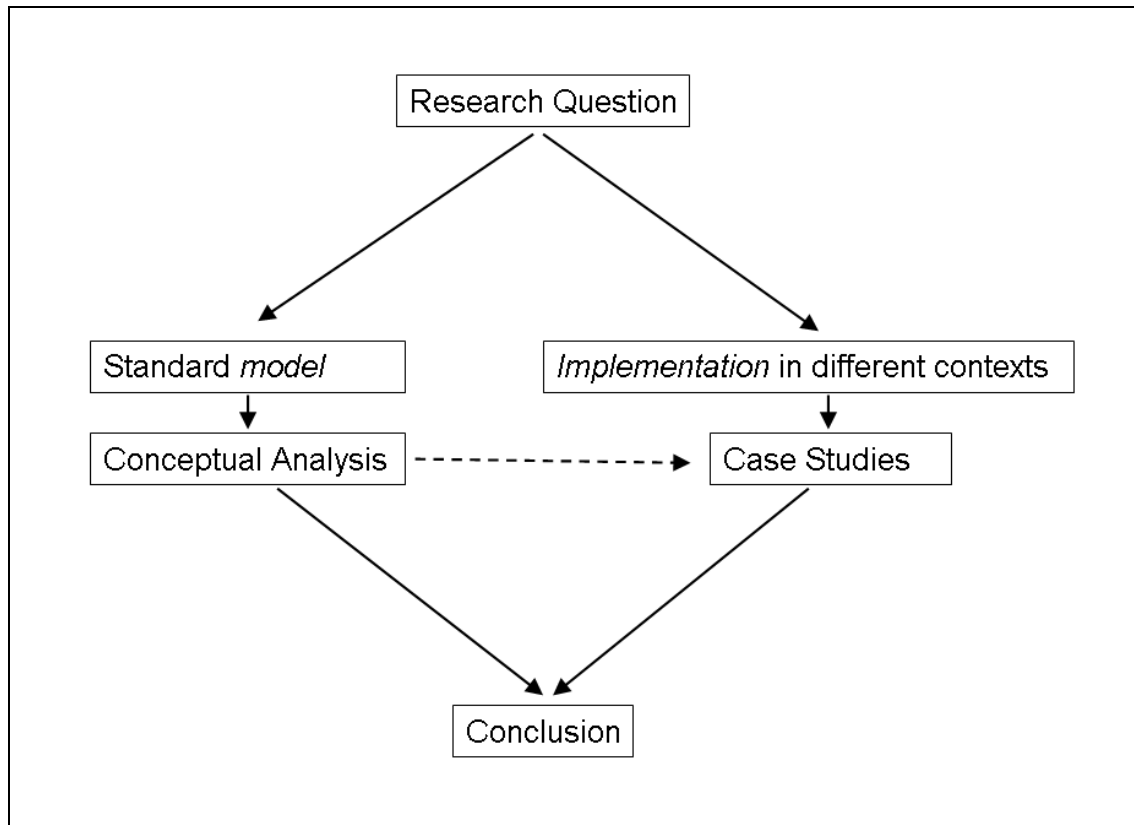 Research Question
Standard model
Implementation in different contexts
Conceptual Analysis
Case Studies
Conclusion